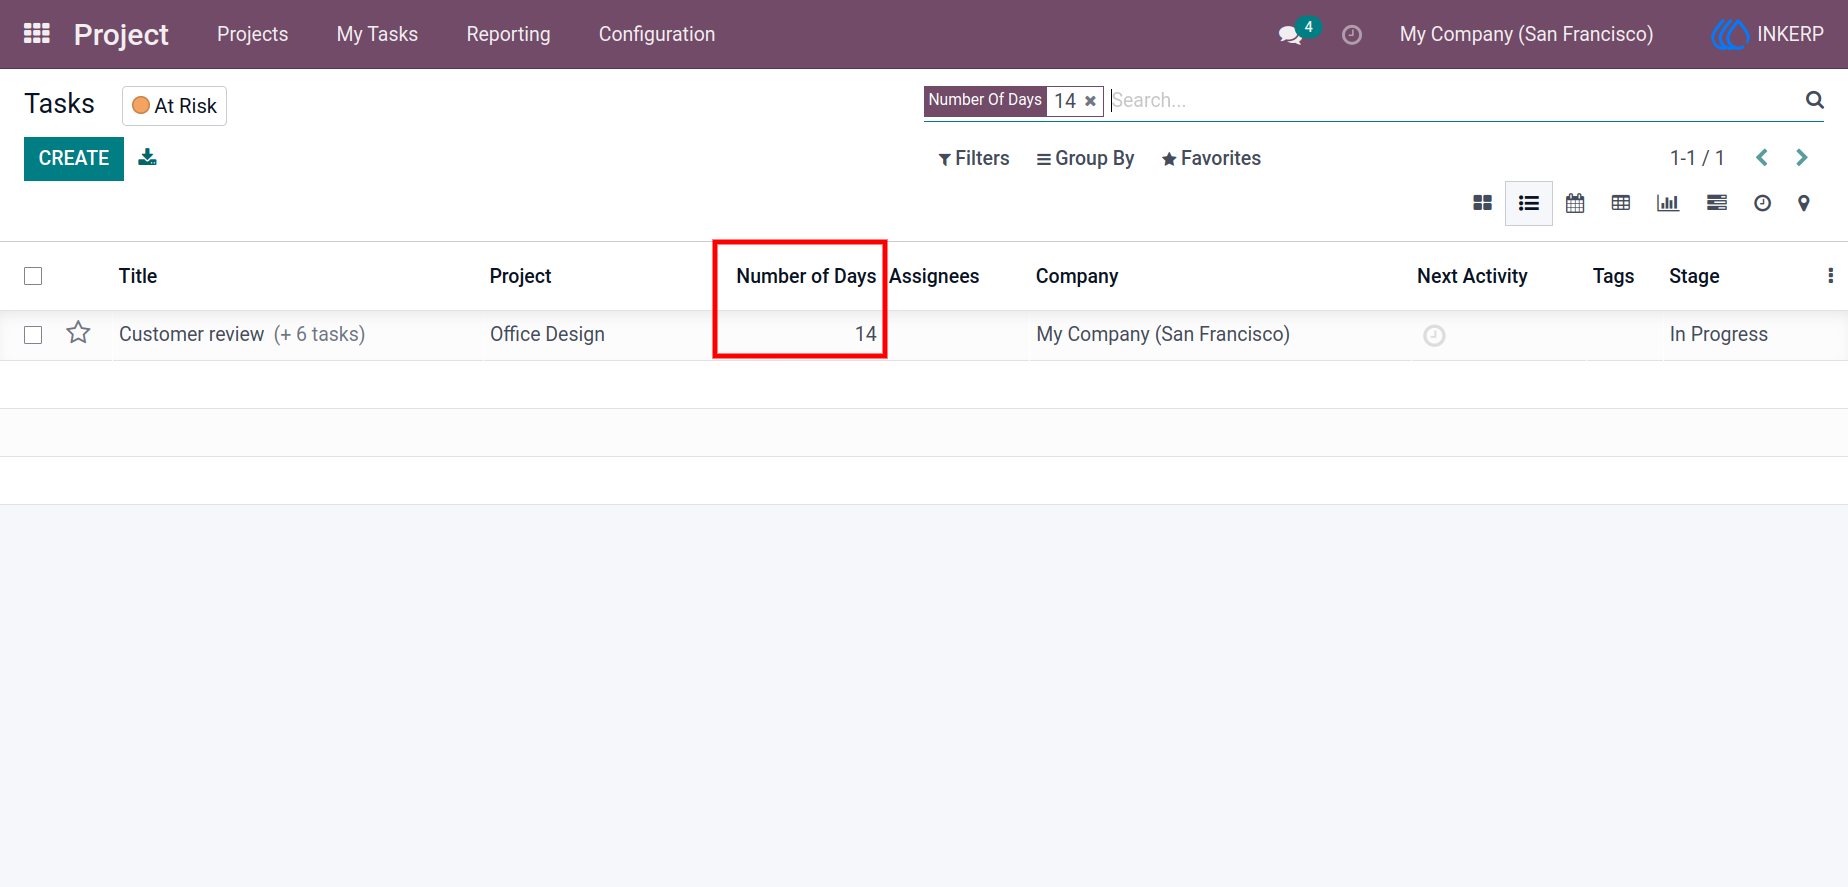 Project Projects My Tasks Reporting Configuration 4 My Company (San Francisco) INKERP
Tasks At Risk Number Of Days 14 Search...
CREATE Filters Group By Favorites 1-1 / 1
Title Project Number of Days Assignees Company Next Activity Tags Stage
Customer review (+ 6 tasks) Office Design 14 My Company (San Francisco) In Progress